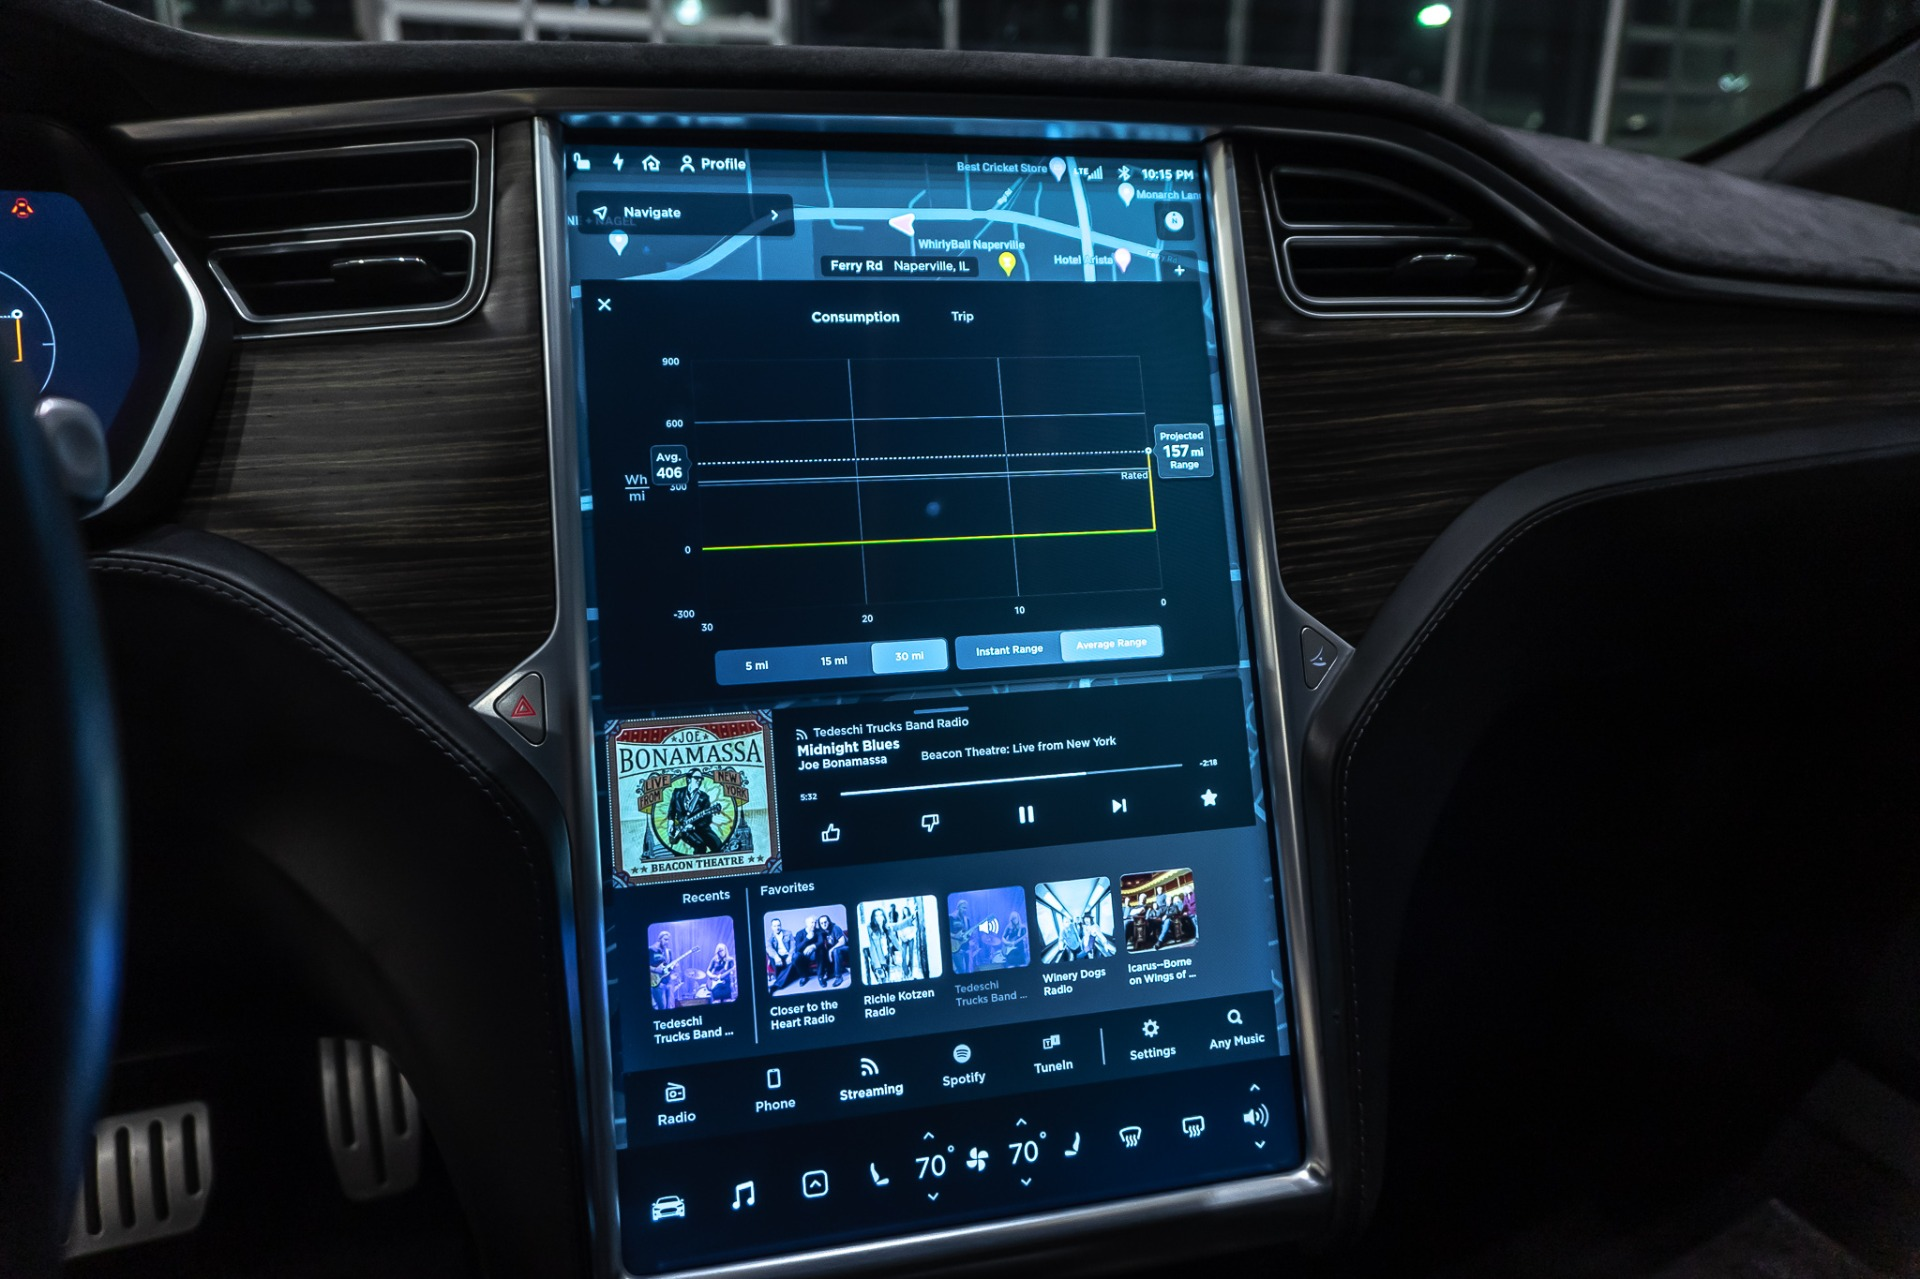 Profile
Best Cricket Store
LTE
10:15 PM
Monarch Lan
Navigate
N
WhirlyBall Naperville
Ferry Rd Naperville, IL
Hotel Arista
Ferry Rd
Consumption Trip
900
600
Avg.
406
300
Wh
mi
0
-300
Projected
157 mi
Range
Rated
30 20 10 0
5 mi 15 mi 30 mi Instant Range Average Range
JOE
BONAMASSA
LIVE FROM NEW YORK
BEACON THEATRE
Tedeschi Trucks Band Radio
Midnight Blues
Joe Bonamassa
Beacon Theatre: Live from New York
5:32 -2:18
Recents Favorites
Tedeschi
Trucks Band ...
Closer to the
Heart Radio
Richie Kotzen
Radio
Tedeschi
Trucks Band ...
Winery Dogs
Radio
Icarus--Borne
on Wings of ...
Radio Phone Streaming Spotify TuneIn Settings Any Music
70° 70°